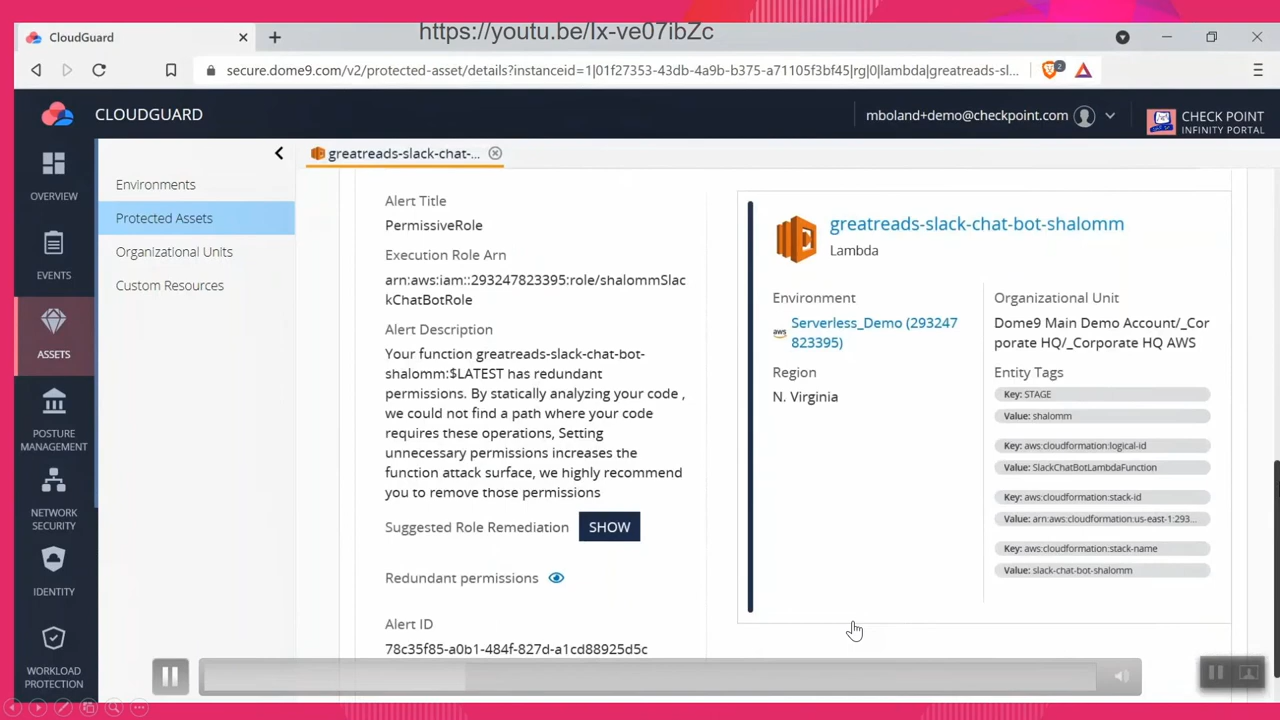 https://youtu.be/Ix-ve07ibZc
CloudGuard
secure.dome9.com/v2/protected-asset/details?instanceid=1|01f27353-43db-4a9b-b375-a71105f3bf45|rg|0|lambda|greatreads-sl...
2
CLOUDGUARD
mboland+demo@checkpoint.com
CHECK POINT
INFINITY PORTAL
OVERVIEW
EVENTS
ASSETS
POSTURE
MANAGEMENT
NETWORK
SECURITY
IDENTITY
WORKLOAD
PROTECTION
Environments
Protected Assets
Organizational Units
Custom Resources
greatreads-slack-chat-...
Alert Title
PermissiveRole
Execution Role Arn
arn:aws:iam::293247823395:role/shalommSlac
kChatBotRole
Alert Description
Your function greatreads-slack-chat-bot-
shalomm:$LATEST has redundant
permissions. By statically analyzing your code ,
we could not find a path where your code
requires these operations, Setting
unnecessary permissions increases the
function attack surface, we highly recommend
you to remove those permissions
Suggested Role Remediation SHOW
Redundant permissions
Alert ID
78c35f85-a0b1-484f-827d-a1cd88925d5c
greatreads-slack-chat-bot-shalomm
Lambda
Environment
aws Serverless_Demo (293247
823395)
Region
N. Virginia
Organizational Unit
Dome9 Main Demo Account/_Cor
porate HQ/_Corporate HQ AWS
Entity Tags
Key: STAGE
Value: shalomm
Key: aws:cloudformation:logical-id
Value: SlackChatBotLambdaFunction
Key: aws:cloudformation:stack-id
Value: arn:aws:cloudformation:us-east-1:293...
Key: aws:cloudformation:stack-name
Value: slack-chat-bot-shalomm